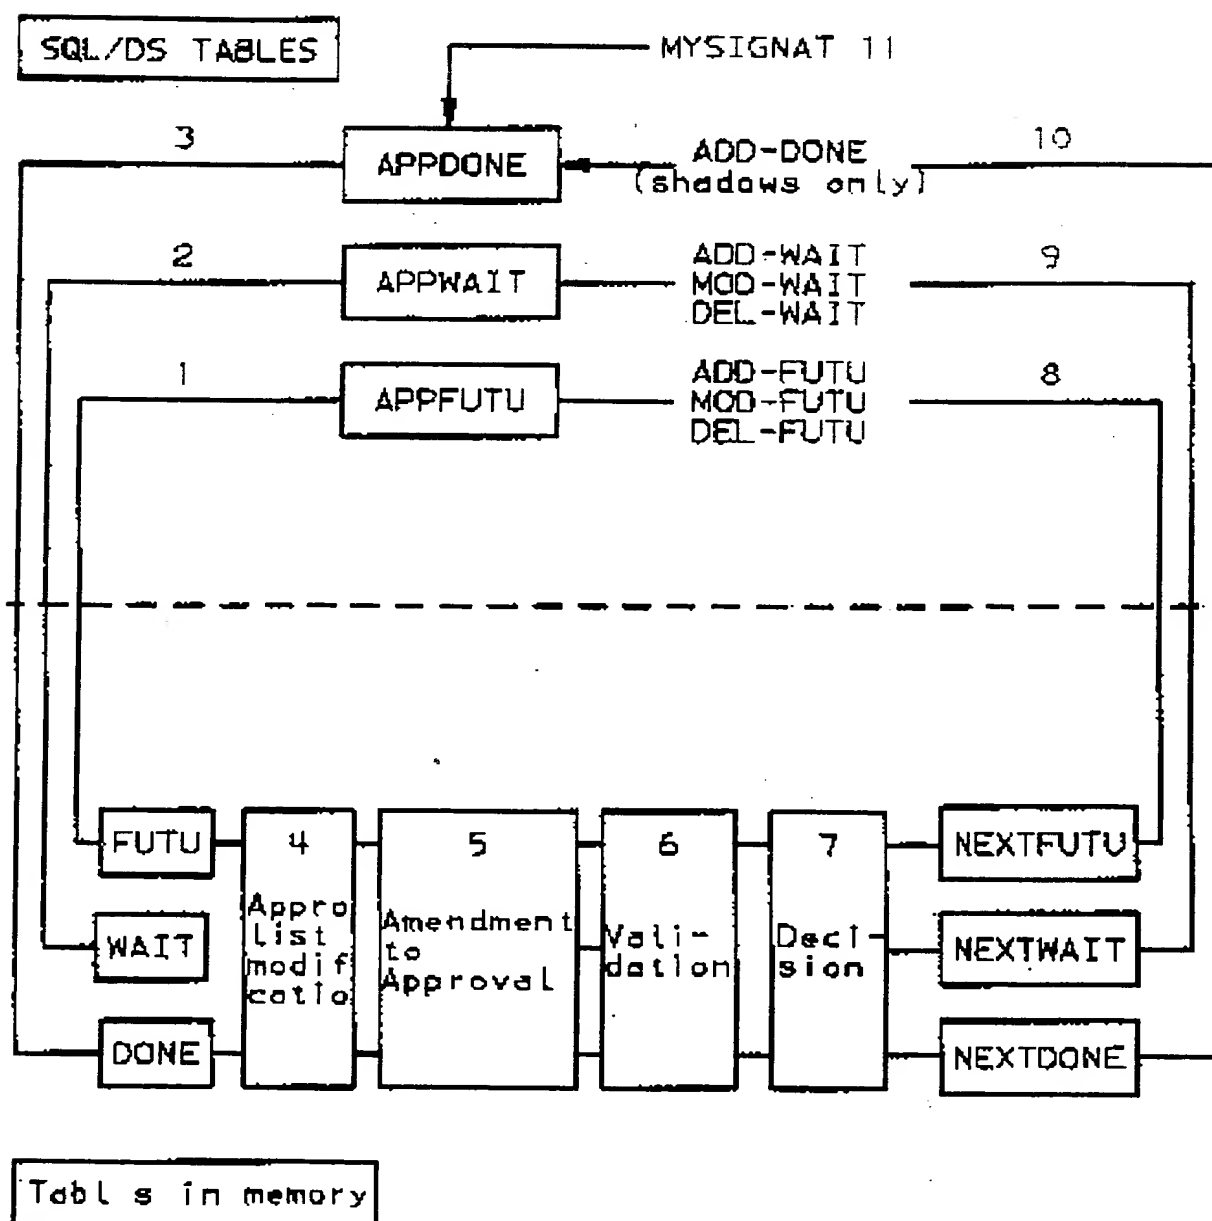 SQL/DS TABLES
MYSIGNAT 11
3
APPDONE
ADD-DONE
(shadows only)
10
2
APPWAIT
ADD-WAIT
MOD-WAIT
DEL-WAIT
9
1
APPFUTU
ADD-FUTU
MOD-FUTU
DEL-FUTU
8
FUTU
WAIT
DONE
4
Appro
list
modif
catio
5
Amendment
to
Approval
6
Vali-
dation
7
Deci-
sion
NEXTFUTU
NEXTWAIT
NEXTDONE
Tabl s in memory